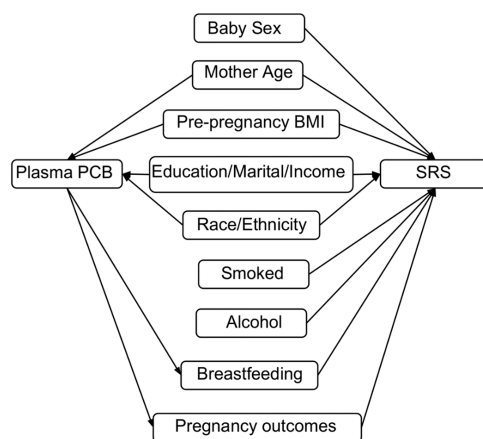 Baby Sex
Mother Age
Pre-pregnancy BMI
Plasma PCB
Education/Marital/Income
SRS
Race/Ethnicity
Smoked
Alcohol
Breastfeeding
Pregnancy outcomes